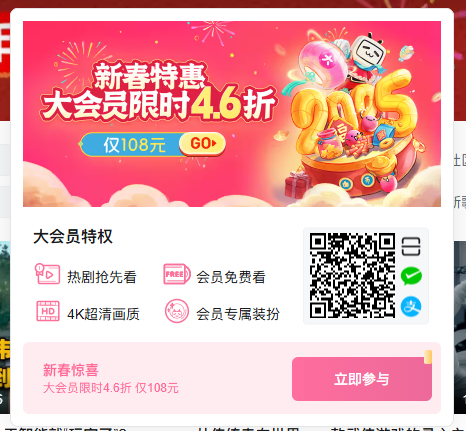 新春特惠
大会员限时4.6折
仅108元
GO
2025
大会员特权
热剧抢先看
FREE
会员免费看
HD
4K超清画质
会员专属装扮
支
新春惊喜
大会员限时4.6折 仅108元
立即参与